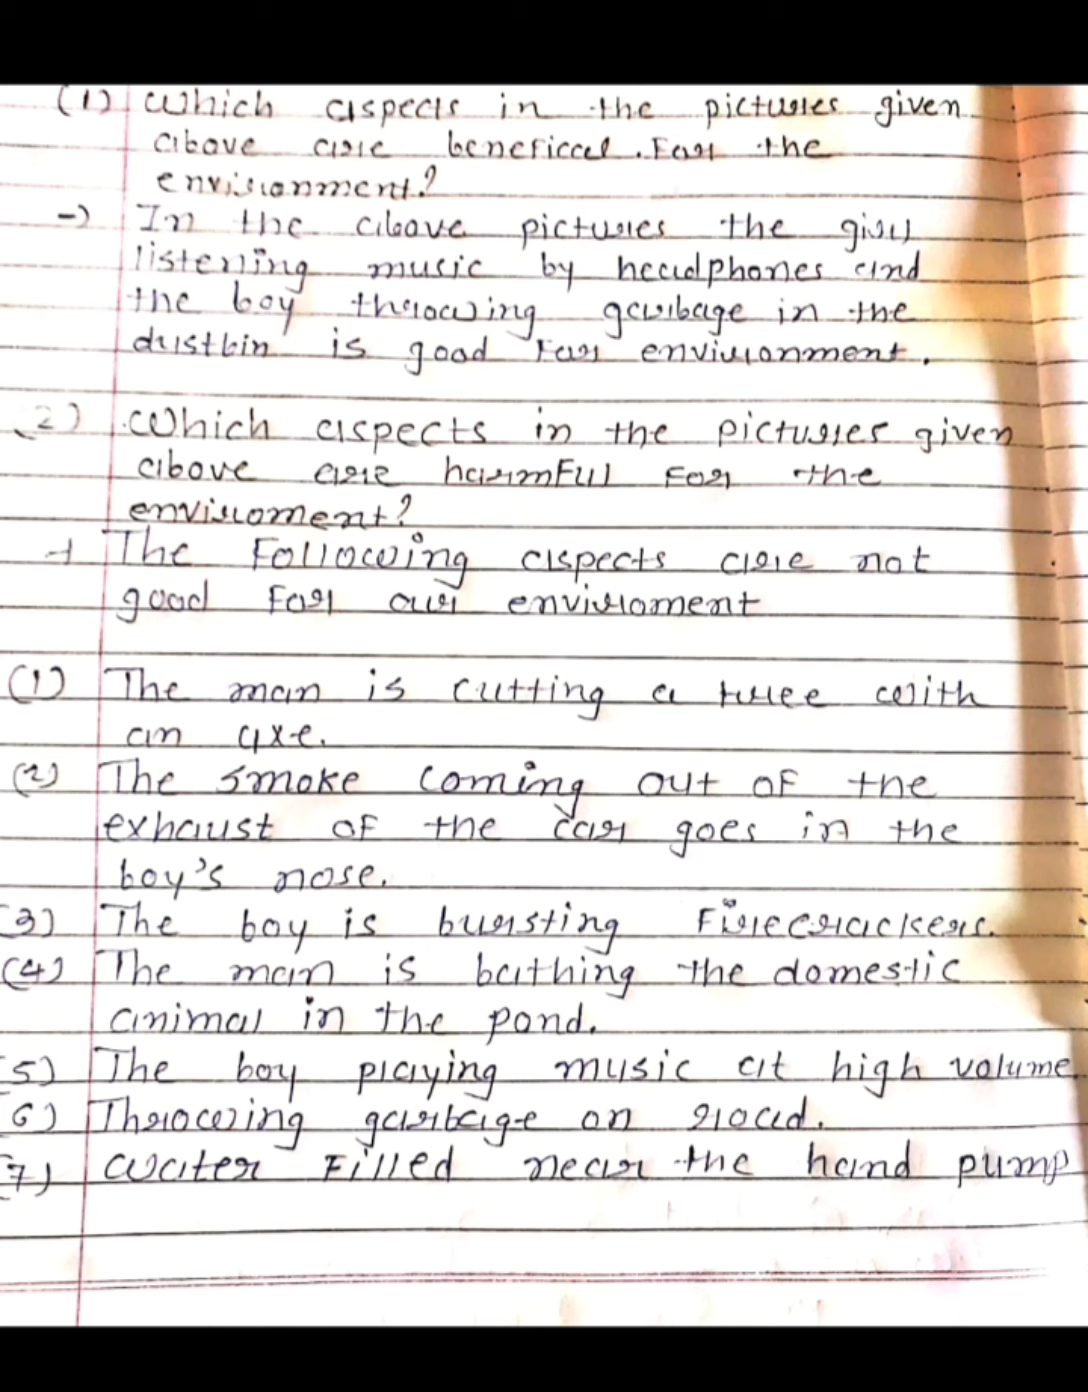 (1) Which aspects in the pictures given
above are benefical. For the
environment?
→ In the above pictures the girl
listening music by headphones and
the boy throwing garbage in the
dustbin is good for environment.
(2) Which aspects in the pictures given
above are harmful for the
enviroment?
→ The Following aspects are not
good for our enviroment
(1) The man is cutting a tree with
an axe.
(2) The smoke coming out of the
exhaust of the car goes in the
boy's nose.
(3) The boy is bursting Firecrackers.
(4) The man is bathing the domestic
animal in the pond.
(5) The boy playing music at high volume.
(6) Throwing garbage on road.
(7) Water Filled near the hand pump